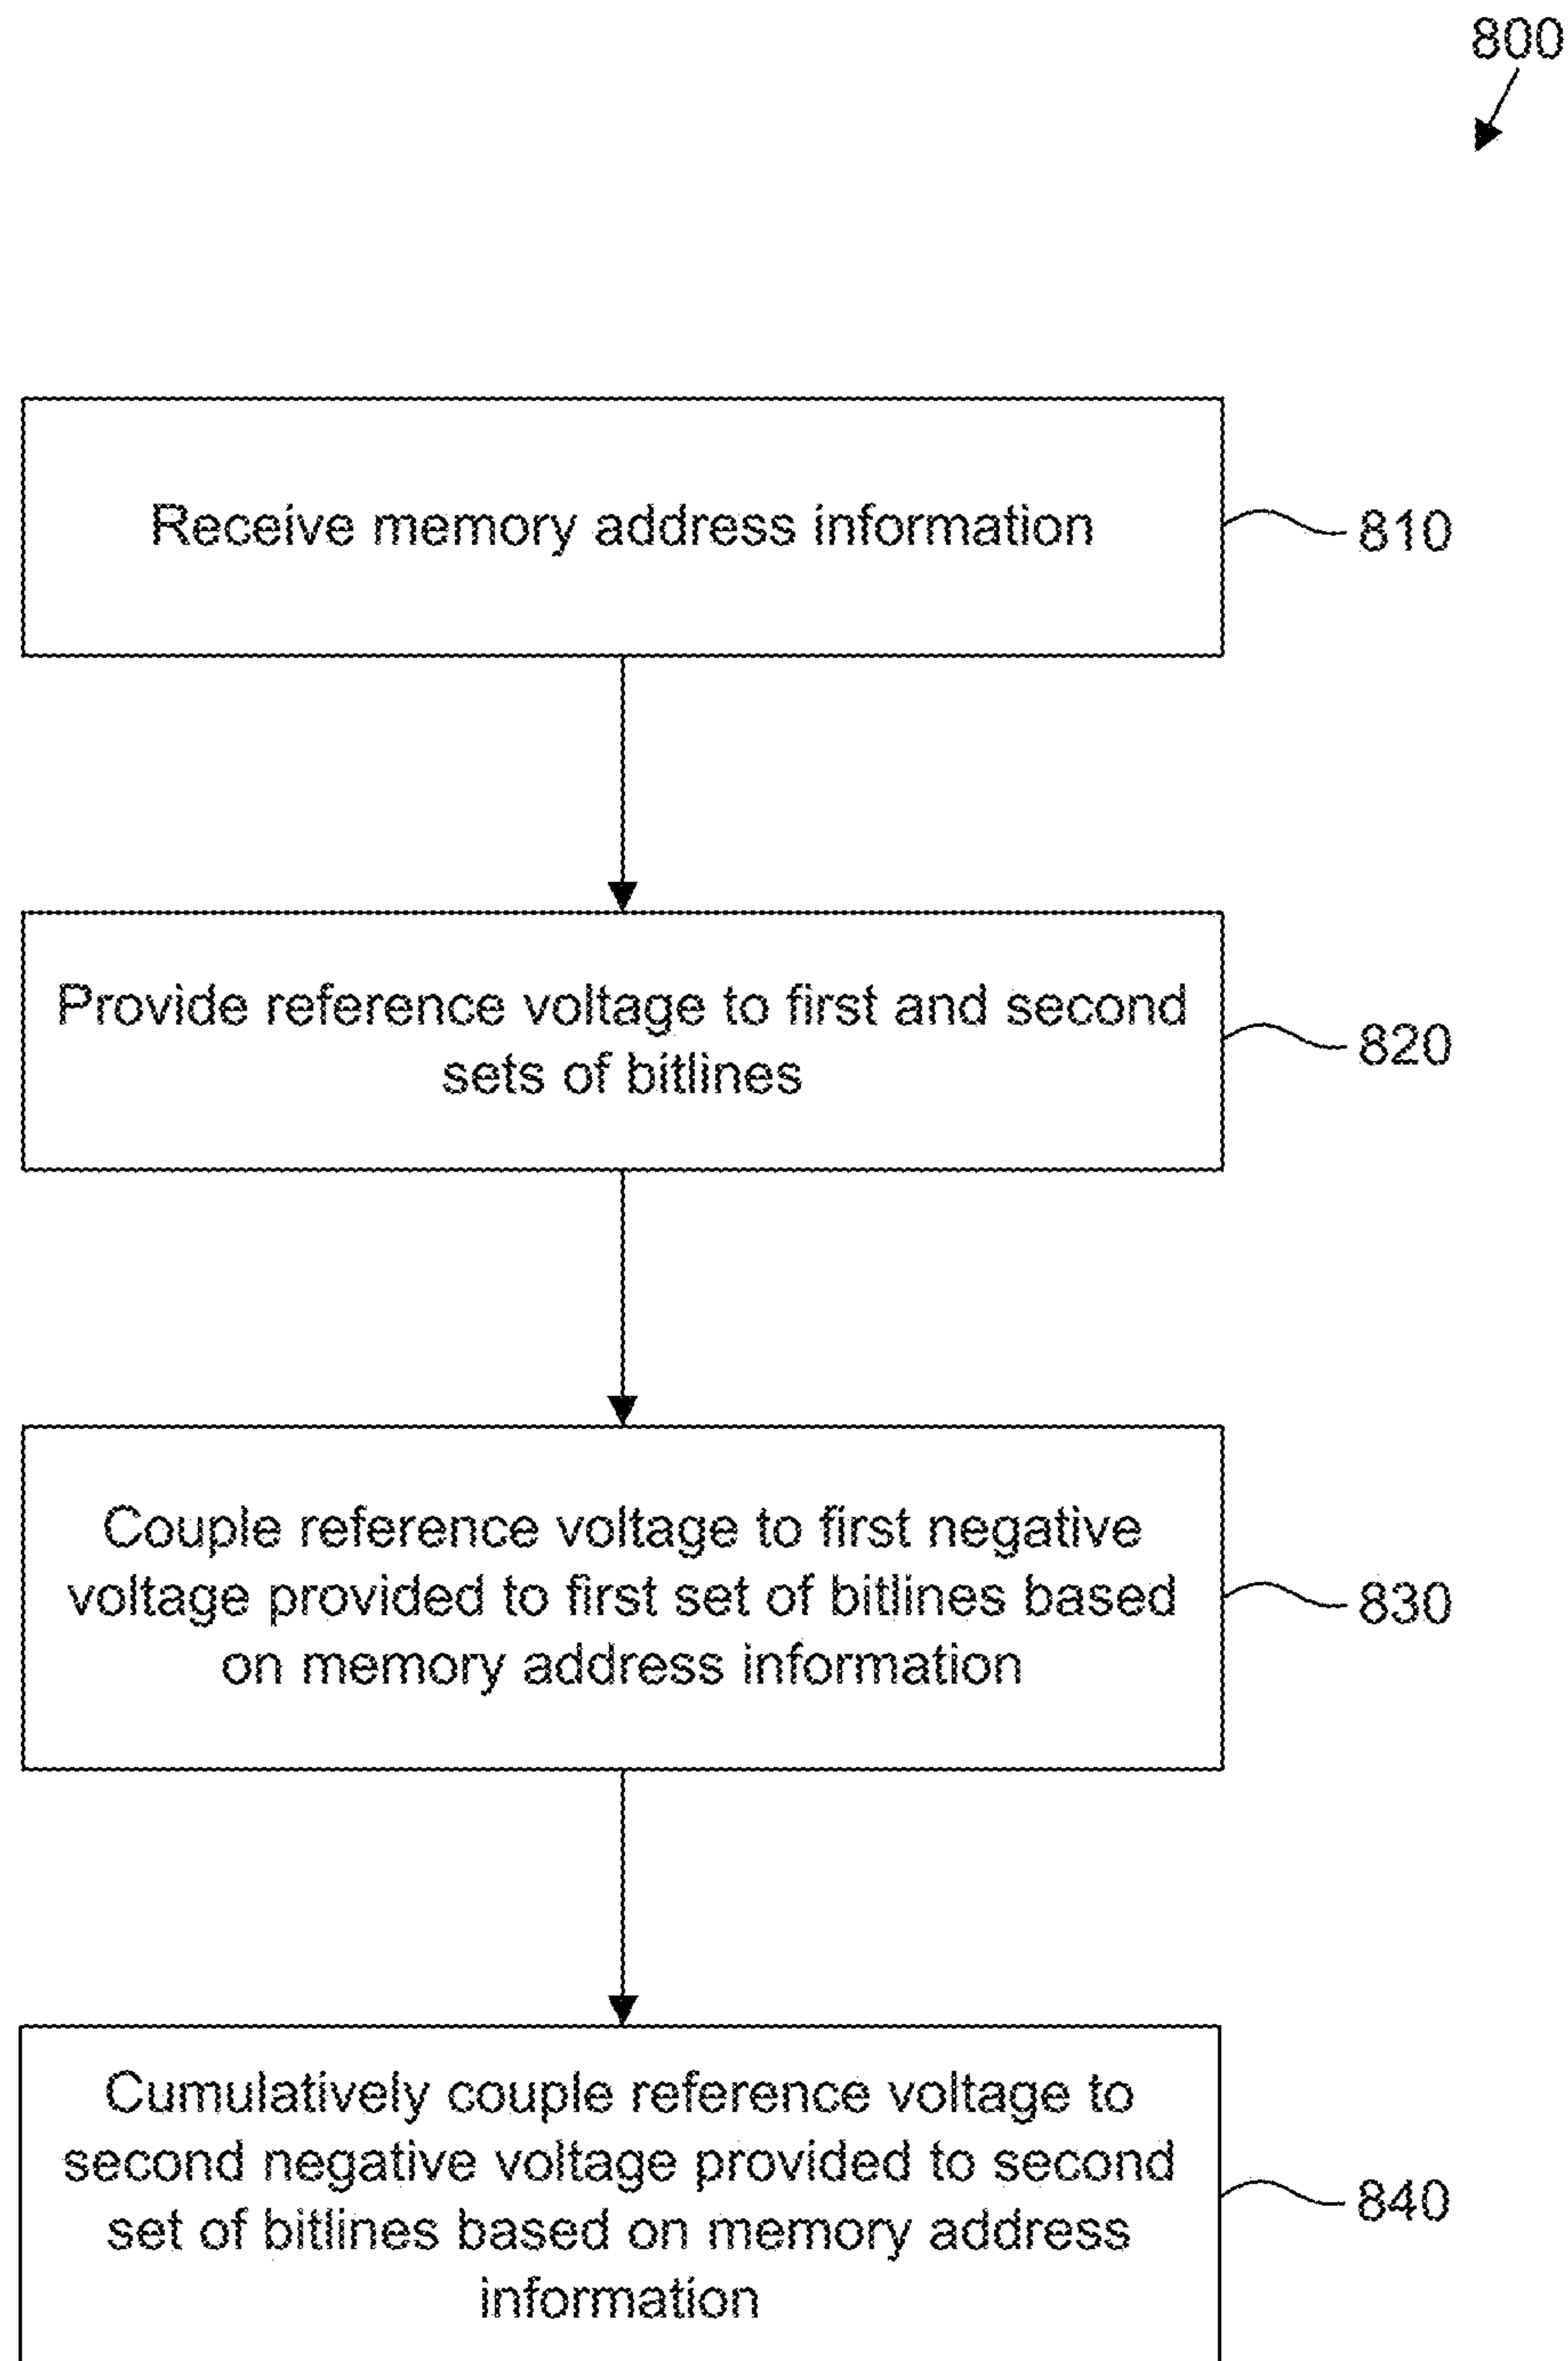 800
Receive memory address information
810
Provide reference voltage to first and second
sets of bitlines
820
Couple reference voltage to first negative
voltage provided to first set of bitlines based
on memory address information
830
Cumulatively couple reference voltage to
second negative voltage provided to second
set of bitlines based on memory address
information
840